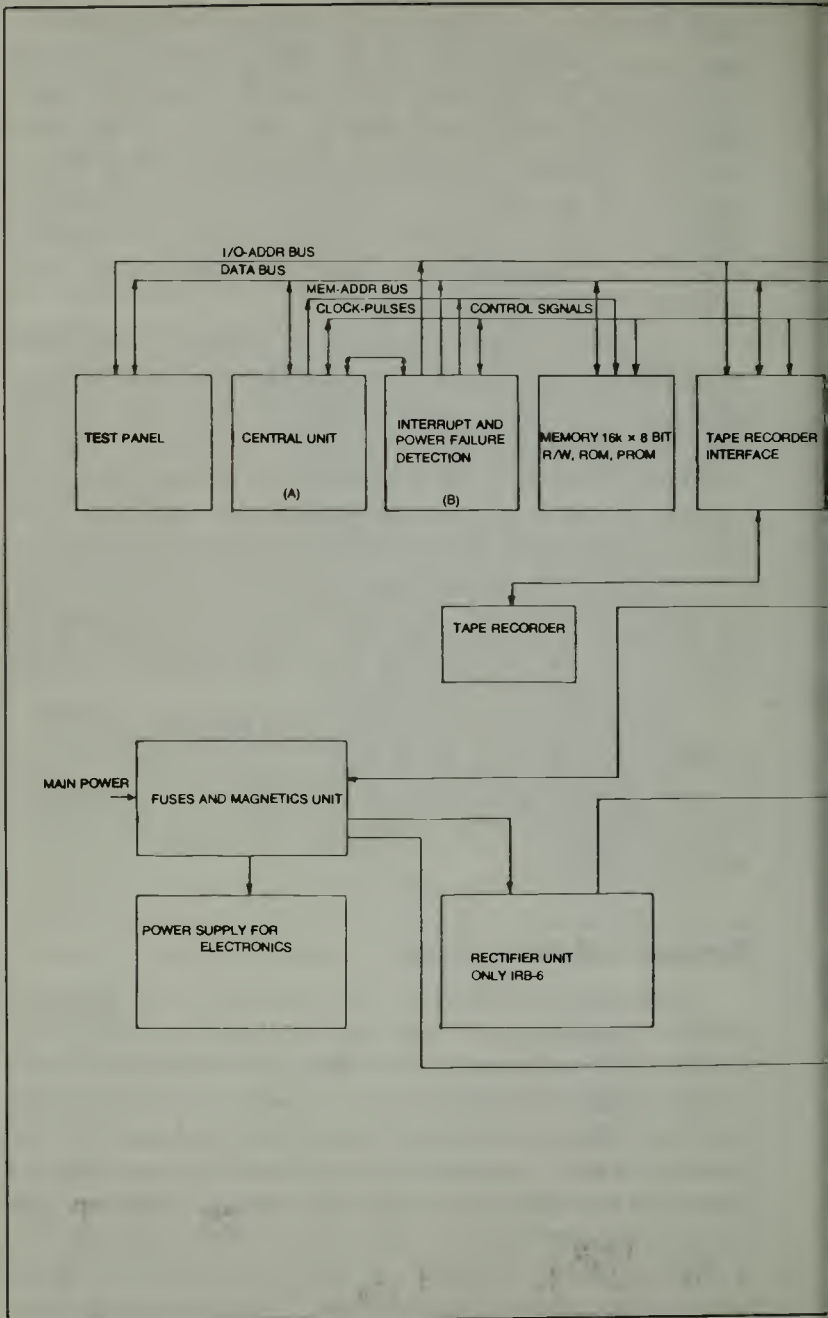 I/O-ADDR BUS
DATA BUS
MEM-ADDR BUS
CLOCK-PULSES
CONTROL SIGNALS
TEST PANEL
CENTRAL UNIT
(A)
INTERRUPT AND
POWER FAILURE
DETECTION
(B)
MEMORY 16k × 8 BIT
R/W, ROM, PROM
TAPE RECORDER
INTERFACE
TAPE RECORDER
MAIN POWER
FUSES AND MAGNETICS UNIT
POWER SUPPLY FOR
ELECTRONICS
RECTIFIER UNIT
ONLY IRB-6